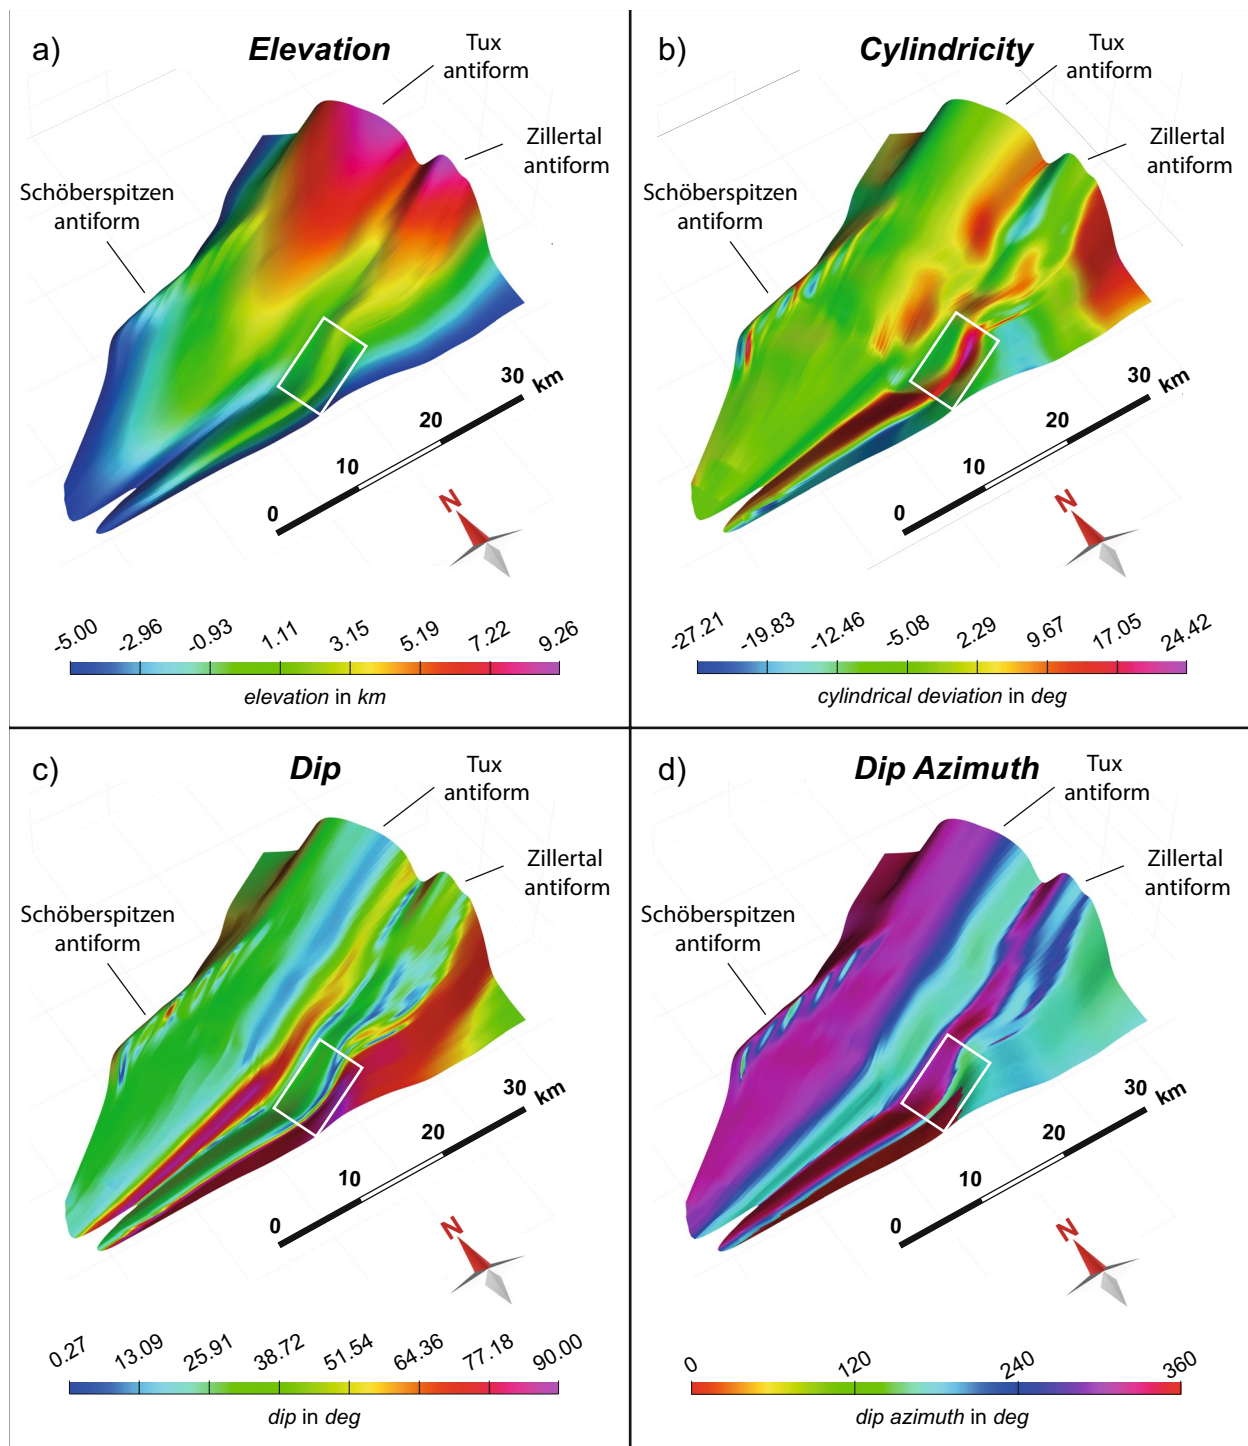 a)
Elevation
Tux
antiform
Zillertal
antiform
Schöberspitzen
antiform
0
10
20
30
km
N
-5.00
-2.96
-0.93
1.11
3.15
5.19
7.22
9.26
elevation in km
b)
Cylindricity
Tux
antiform
Zillertal
antiform
Schöberspitzen
antiform
0
10
20
30
km
N
-27.21
-19.83
-12.46
-5.08
2.29
9.67
17.05
24.42
cylindrical deviation in deg
c)
Dip
Tux
antiform
Zillertal
antiform
Schöberspitzen
antiform
0
10
20
30
km
N
0.27
13.09
25.91
38.72
51.54
64.36
77.18
90.00
dip in deg
d)
Dip Azimuth
Tux
antiform
Zillertal
antiform
Schöberspitzen
antiform
0
10
20
30
km
N
0
120
240
360
dip azimuth in deg